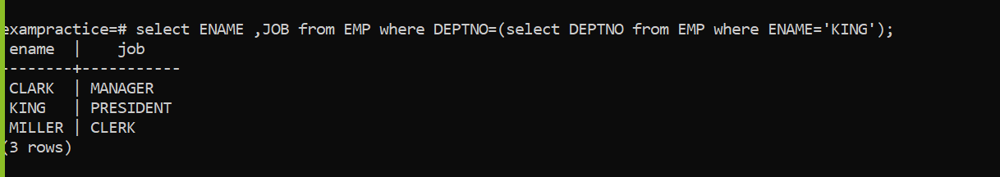 exampractice=# select ENAME ,JOB from EMP where DEPTNO=(select DEPTNO from EMP where ENAME='KING');
ename | job
--------+-----------
CLARK | MANAGER
KING | PRESIDENT
MILLER | CLERK
(3 rows)